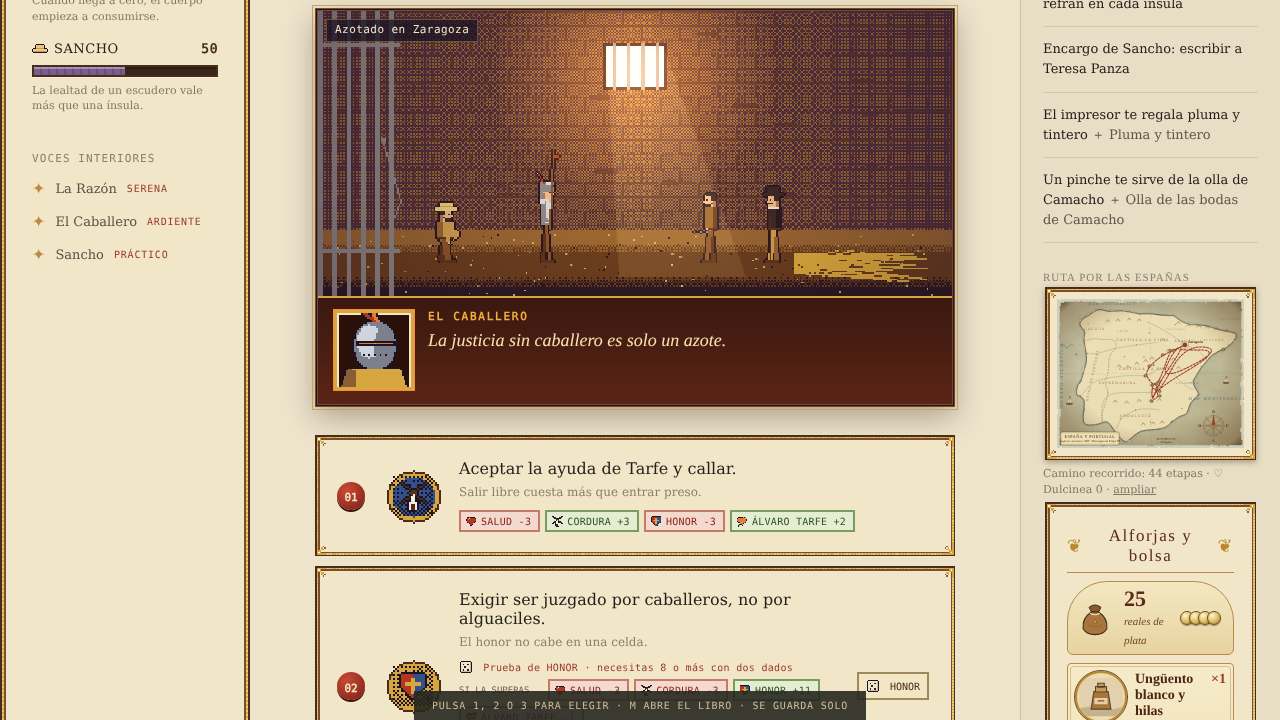 Cuando llega a cero, el cuerpo
empieza a consumirse.
SANCHO 50
La lealtad de un escudero vale
más que una ínsula.
VOCES INTERIORES
La Razón SERENA
El Caballero ARDIENTE
Sancho PRÁCTICO
Azotado en Zaragoza
EL CABALLERO
La justicia sin caballero es solo un azote.
01
Aceptar la ayuda de Tarfe y callar.
Salir libre cuesta más que entrar preso.
SALUD -3 CORDURA +3 HONOR -3 ÁLVARO TARFE +2
02
Exigir ser juzgado por caballeros, no por
alguaciles.
El honor no cabe en una celda.
Prueba de HONOR · necesitas 8 o más con dos dados
SI LA SUPERAS SALUD -3 CORDURA -3 HONOR +11
HONOR
PULSA 1, 2 O 3 PARA ELEGIR · M ABRE EL LIBRO · SE GUARDA SOLO
refrán en cada ínsula
Encargo de Sancho: escribir a
Teresa Panza
El impresor te regala pluma y
tintero + Pluma y tintero
Un pinche te sirve de la olla de
Camacho + Olla de las bodas
de Camacho
RUTA POR LAS ESPAÑAS
ESPAÑA Y PORTUGAL
Camino recorrido: 44 etapas · ♡
Dulcinea 0 · ampliar
Alforjas y
bolsa
25
reales de
plata
Ungüento ×1
blanco y
hilas